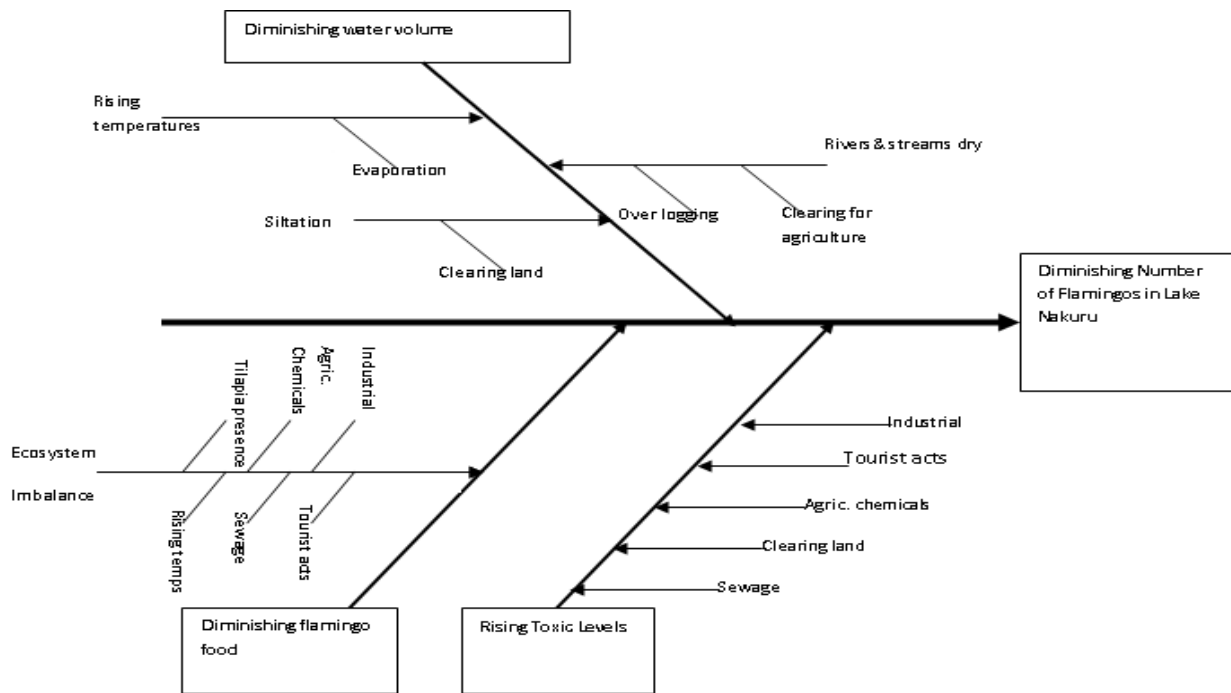 Diminishing water volume
Rising
temperatures
Rivers & streams dry
Evaporation
Siltation
Over logging
Clearing for
agriculture
Clearing land
Diminishing Number
of Flamingos in Lake
Nakuru
Tilapia presence
Agric.
Chemicals
Industrial
Ecosystem
Imbalance
Rising temps
Sewage
Tourist acts
Industrial
Tourist acts
Agric. chemicals
Clearing land
Sewage
Diminishing flamingo
food
Rising Toxic Levels